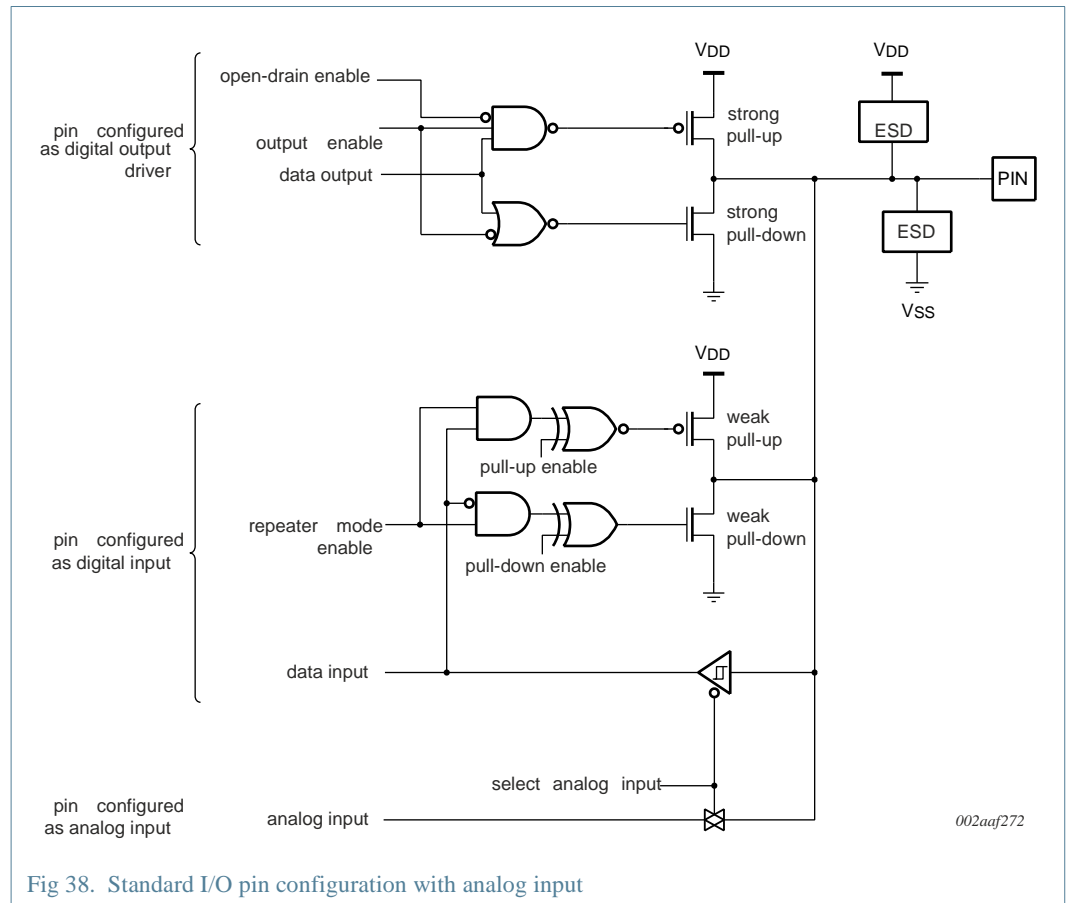 VDD
VDD
open-drain enable
strong
pull-up
ESD
pin configured
as digital output
driver
output enable
data output
PIN
strong
pull-down
ESD
VSS
VDD
weak
pull-up
pull-up enable
pin configured
as digital input
repeater mode
enable
weak
pull-down
pull-down enable
data input
select analog input
pin configured
as analog input
analog input
002aaf272
Fig 38. Standard I/O pin configuration with analog input